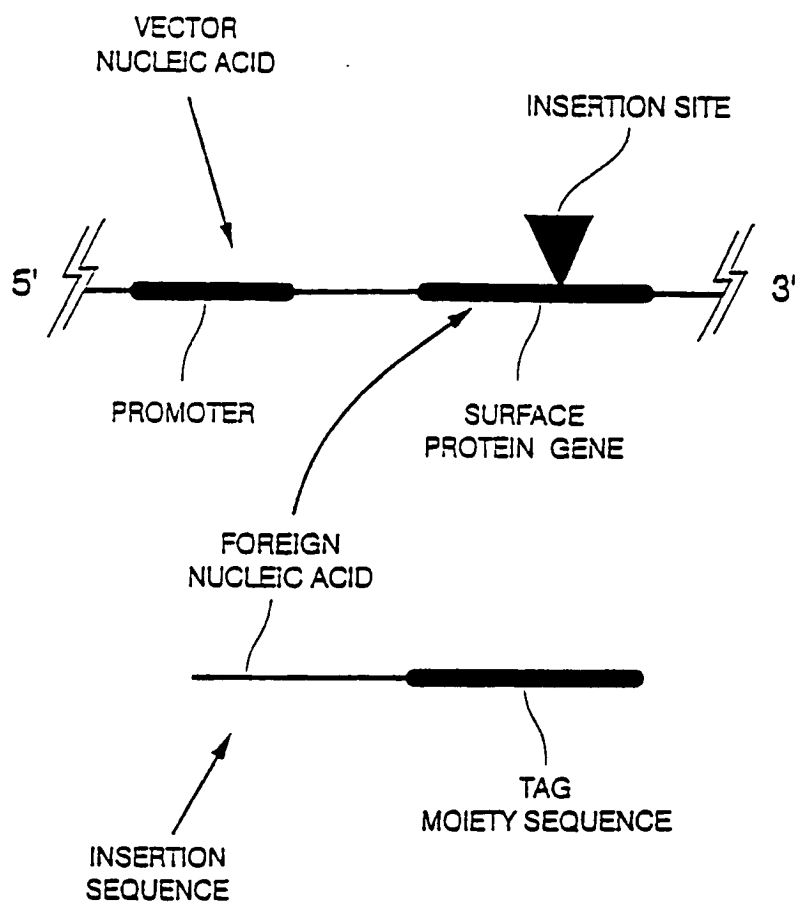 VECTOR
NUCLEIC ACID
INSERTION SITE
5'
3'
PROMOTER
SURFACE
PROTEIN GENE
FOREIGN
NUCLEIC ACID
TAG
MOIETY SEQUENCE
INSERTION
SEQUENCE